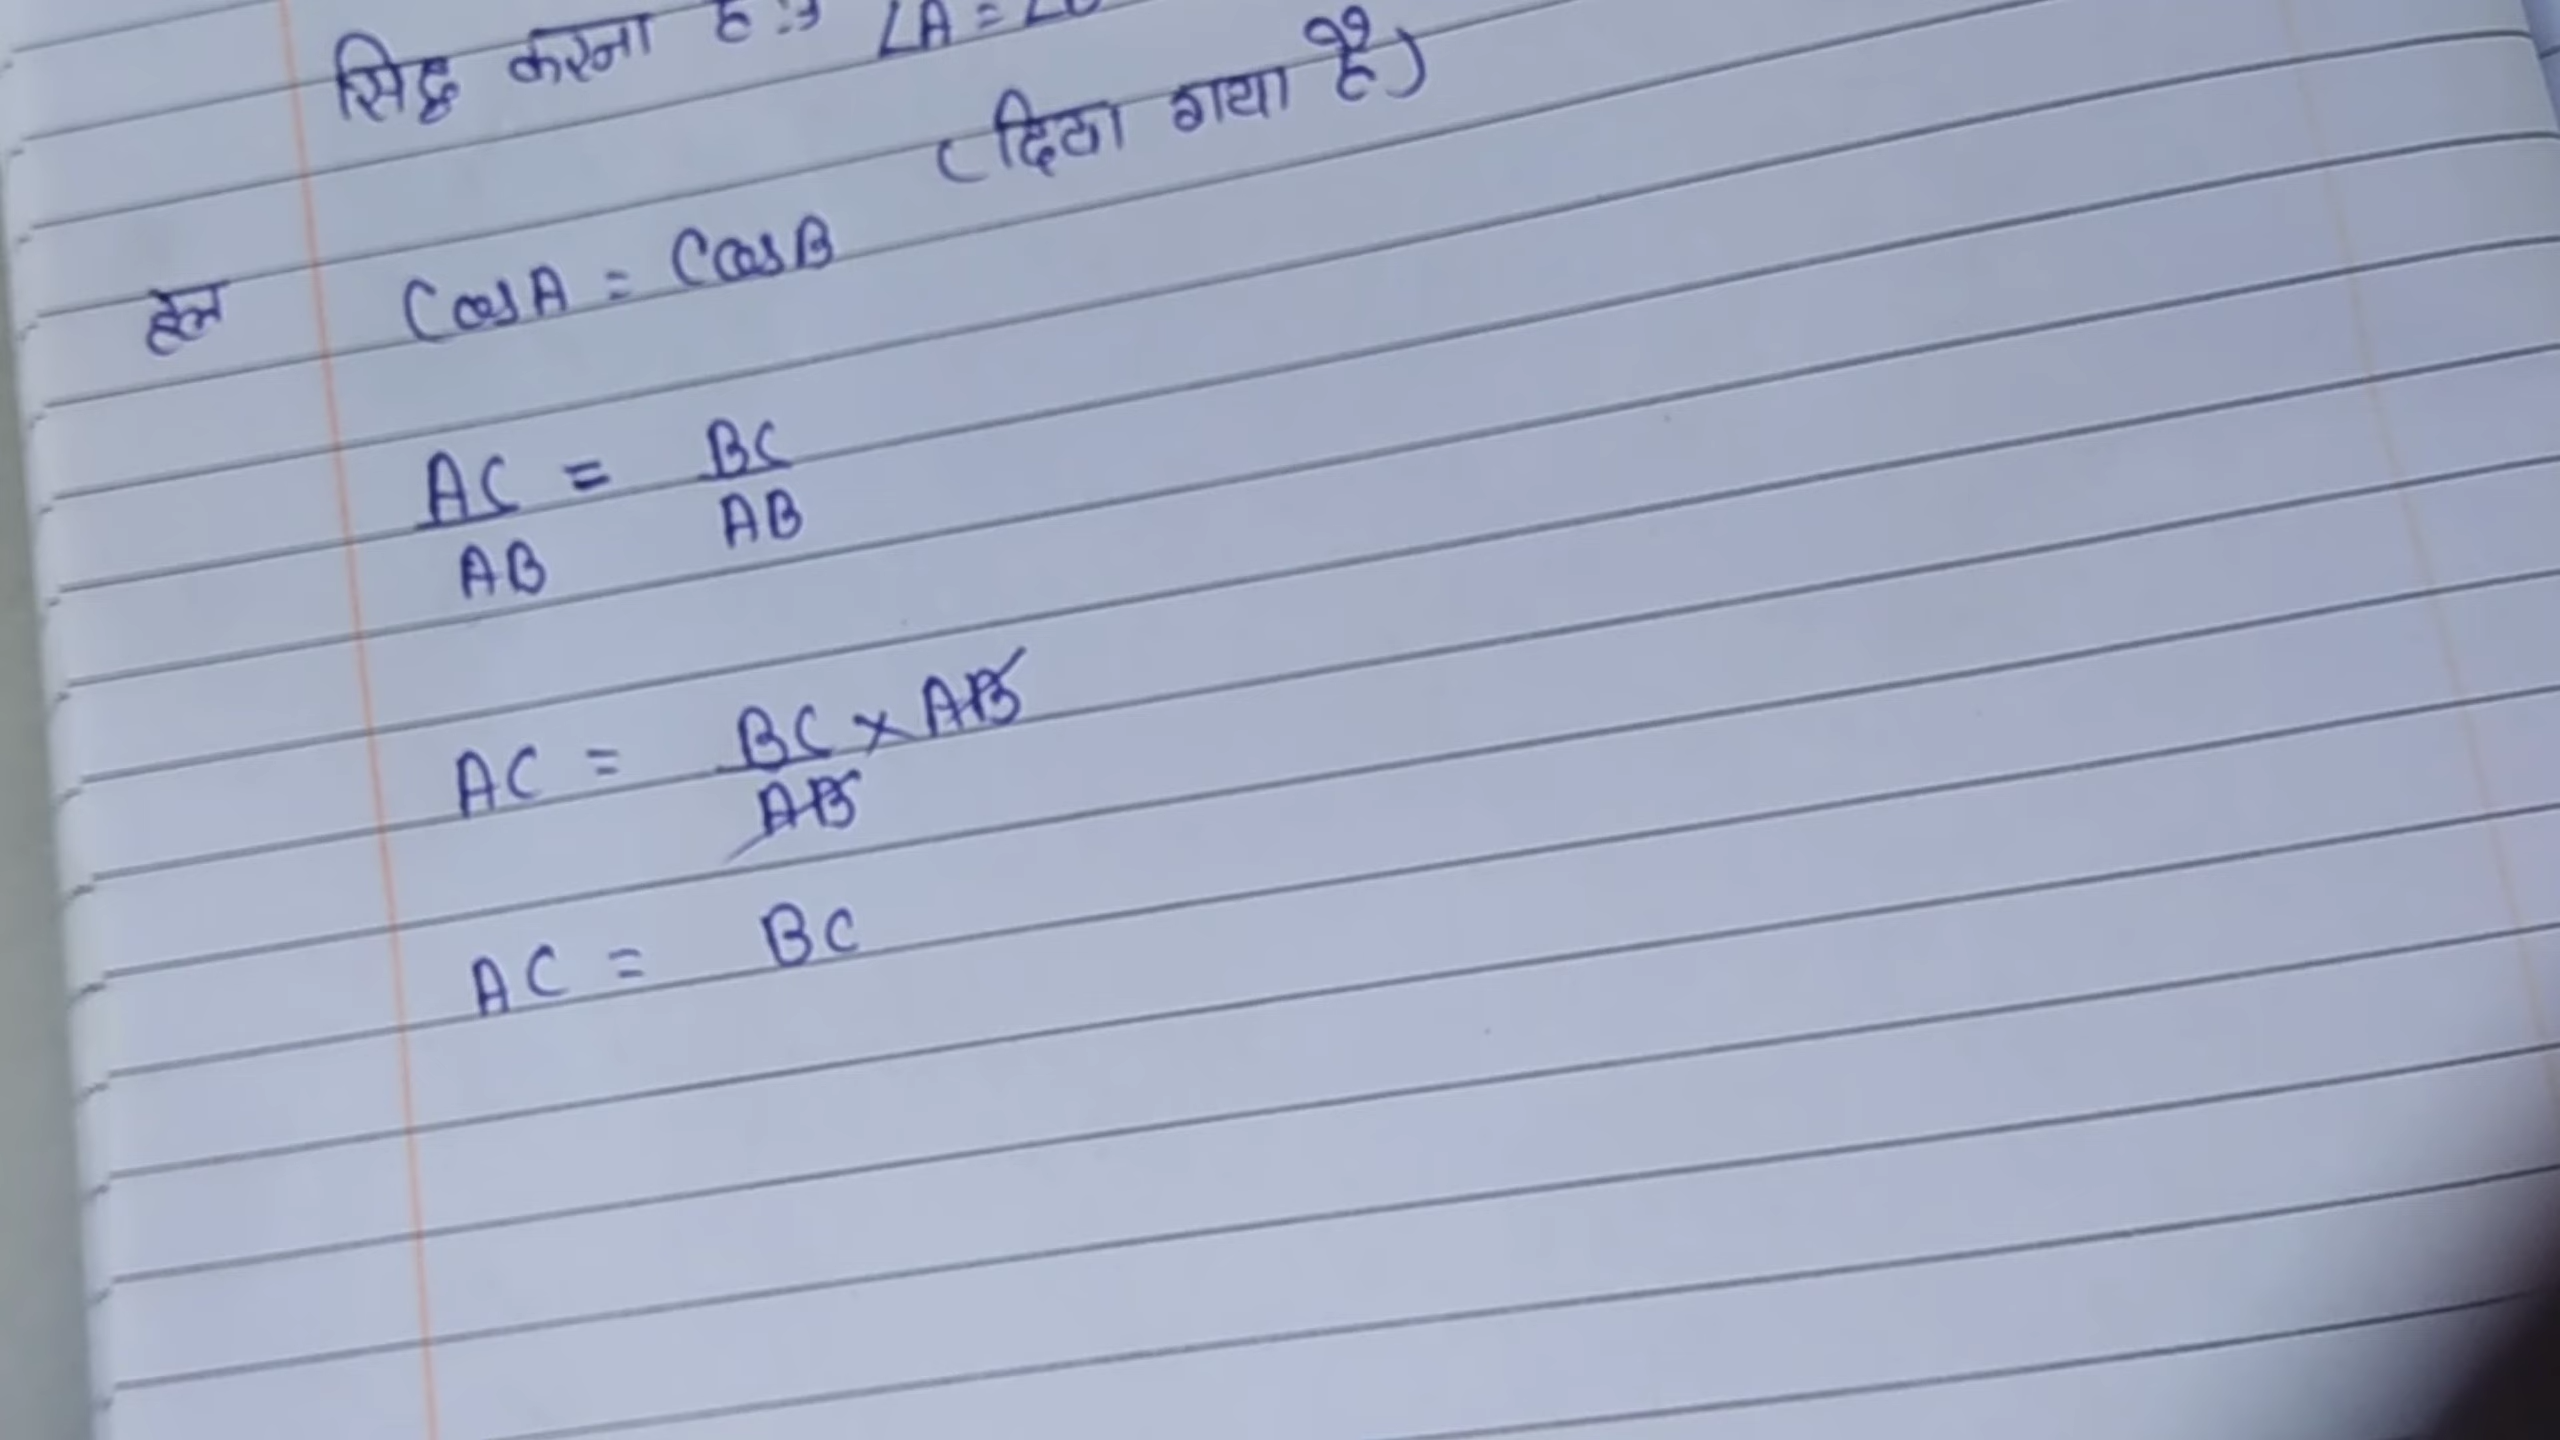 सिद्ध करना है :→ ∠A = ∠B
(दिया गया है)
हल CosA = CosB
AC/AB = BC/AB
AC = BC × AB/AB
AC = BC